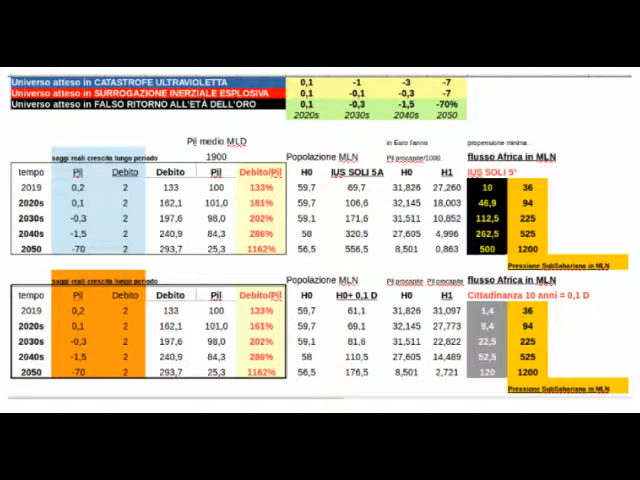 Universo atteso in CATASTROFE ULTRAVIOLETTA 0,1 -1 -3 -7
Universo atteso in SURROGAZIONE INERZIALE ESPLOSIVA 0,1 -0,1 -0,3 -7
Universo atteso in FALSO RITORNO ALL'ETÀ DELL'ORO 0,1 -0,3 -1,5 -70%
2020s 2030s 2040s 2050
Pil medio MLD in Euro l'anno propensione minima
saggi reali crescita lungo periodo 1900 Popolazione MLN Pil procapite/1000 flusso Africa in MLN
tempo Pil Debito Debito Pil Debito/Pil H0 IUS SOLI 5A H0 H1 IUS SOLI 5°
2019 0,2 2 133 100 133% 59,7 69,7 31,826 27,260 10 36
2020s 0,1 2 162,1 101,0 161% 59,7 106,6 32,145 18,003 46,9 94
2030s -0,3 2 197,6 98,0 202% 59,1 171,6 31,511 10,852 112,5 225
2040s -1,5 2 240,9 84,3 286% 58 320,5 27,605 4,996 262,5 525
2050 -70 2 293,7 25,3 1162% 56,5 556,5 8,501 0,863 500 1200
Pressione SubSahariana in MLN
saggi reali crescita lungo periodo Popolazione MLN Pil procapite Pil procapite flusso Africa in MLN
tempo Pil Debito Debito Pil Debito/Pil H0 H0+ 0,1 D H0 H1 Cittadinanza 10 anni = 0,1 D
2019 0,2 2 133 100 133% 59,7 61,1 31,826 31,097 1,4 36
2020s 0,1 2 162,1 101,0 161% 59,7 69,1 32,145 27,773 9,4 94
2030s -0,3 2 197,6 98,0 202% 59,1 81,6 31,511 22,822 22,5 225
2040s -1,5 2 240,9 84,3 286% 58 110,5 27,605 14,489 52,5 525
2050 -70 2 293,7 25,3 1162% 56,5 176,5 8,501 2,721 120 1200
Pressione SubSahariana in MLN